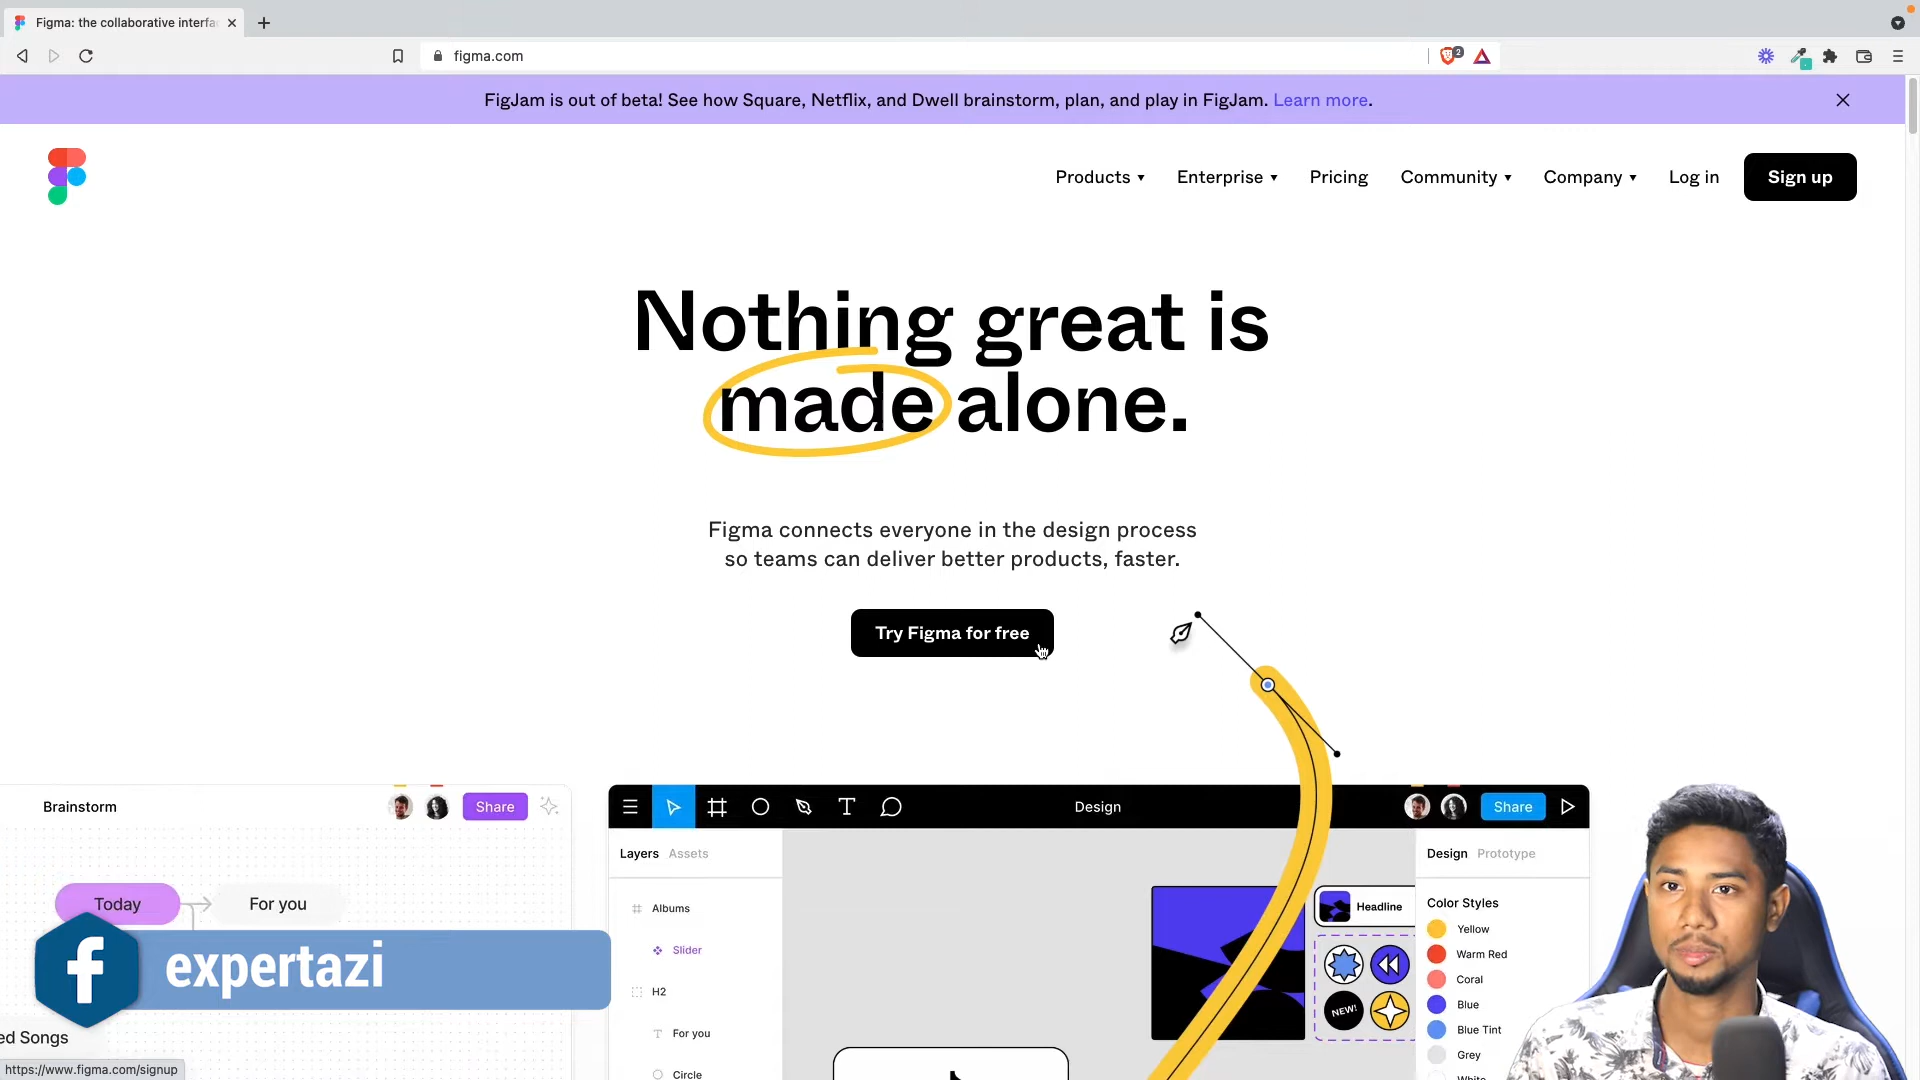 Figma: the collaborative interfa
figma.com
2
FigJam is out of beta! See how Square, Netflix, and Dwell brainstorm, plan, and play in FigJam. Learn more.
Products
Enterprise
Pricing
Community
Company
Log in
Sign up
Nothing great is
made alone.
Figma connects everyone in the design process
so teams can deliver better products, faster.
Try Figma for free
Brainstorm
Share
Today
For you
expertazi
ed Songs
https://www.figma.com/signup
Design
Share
Layers Assets
Albums
Slider
H2
For you
Circle
Headline
NEW!
Design Prototype
Color Styles
Yellow
Warm Red
Coral
Blue
Blue Tint
Grey
White